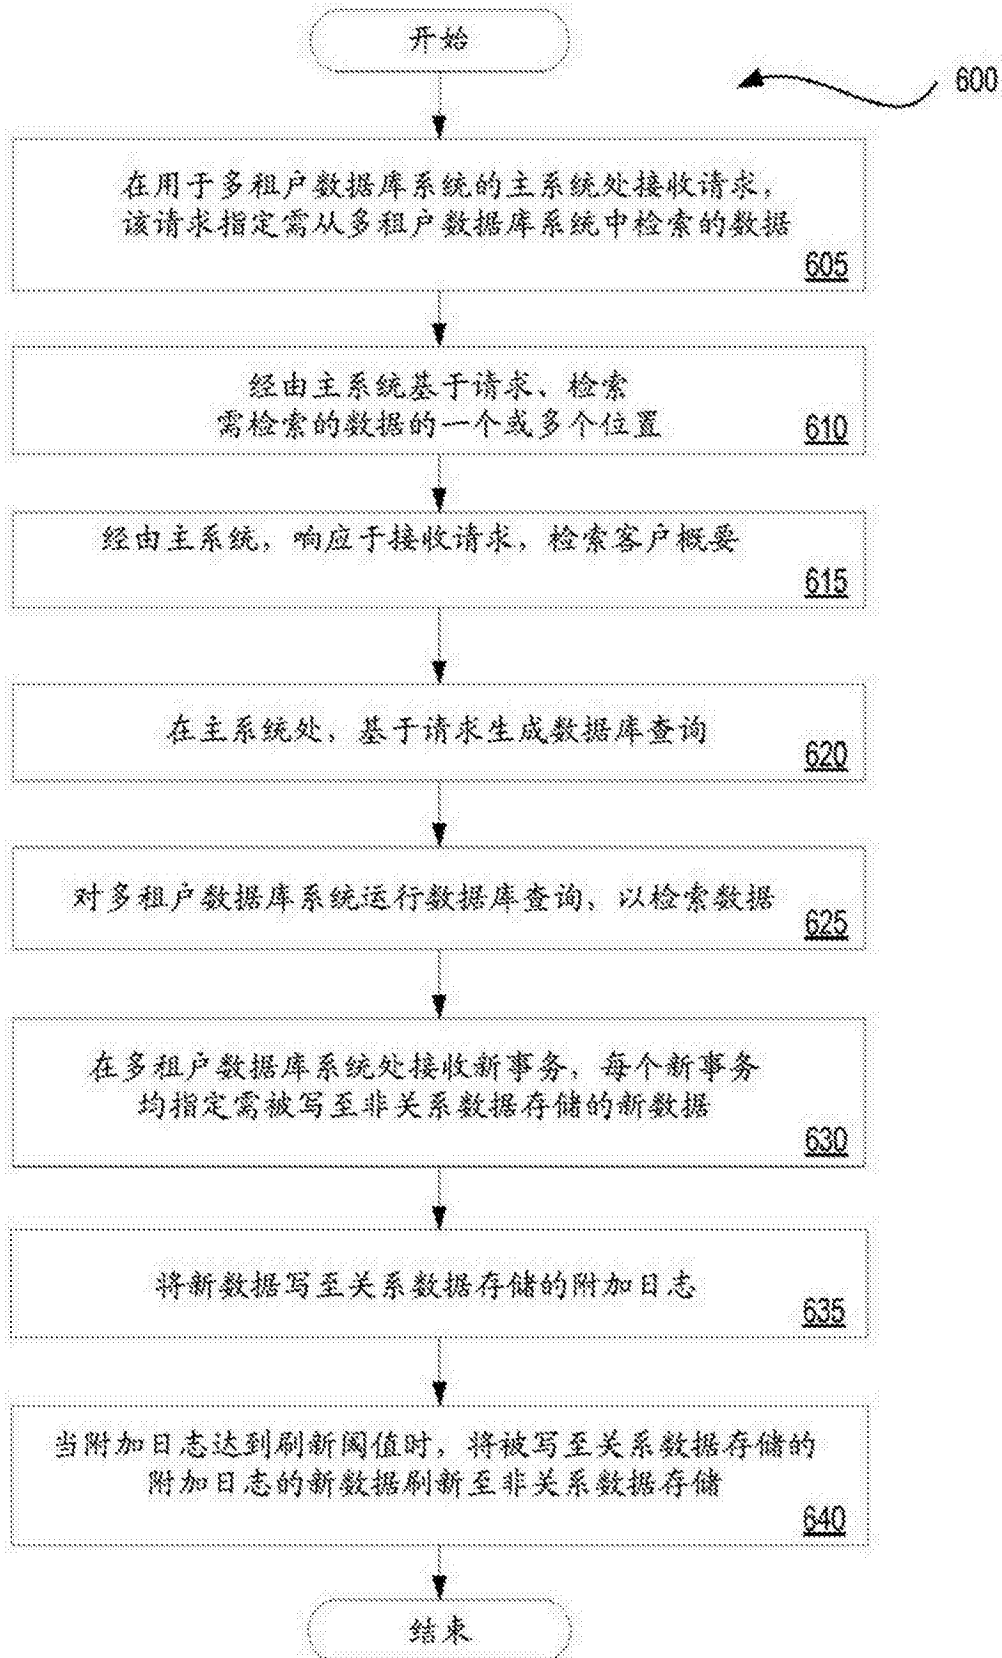 开始
600
在用于多租户数据库系统的主系统处接收请求，
该请求指定需从多租户数据库系统中检索的数据
605
经由主系统基于请求、检索
需检索的数据的一个或多个位置
610
经由主系统，响应于接收请求，检索客户概要
615
在主系统处，基于请求生成数据库查询
620
对多租户数据库系统运行数据库查询、以检索数据
625
在多租户数据库系统处接收新事务，每个新事务
均指定需被写至非关系数据存储的新数据
630
将新数据写至关系数据存储的附加日志
635
当附加日志达到刷新阈值时，将被写至关系数据存储的
附加日志的新数据刷新至非关系数据存储
640
结束